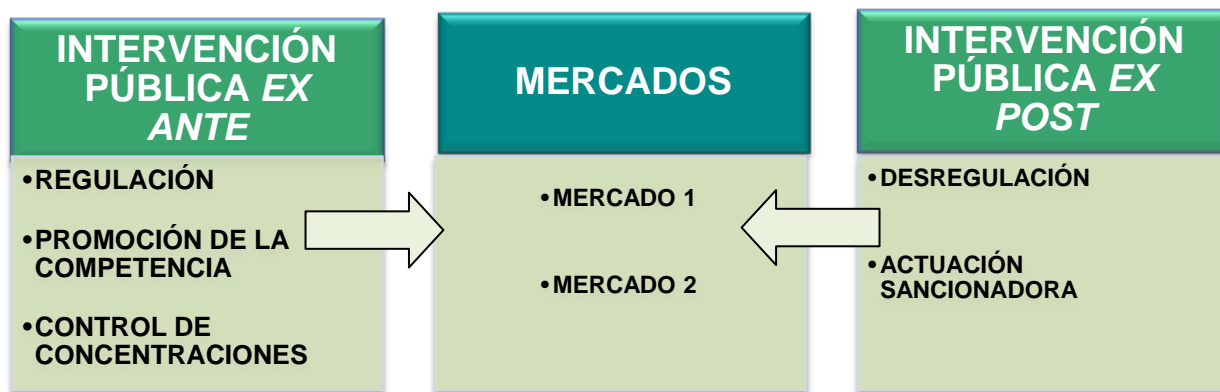 INTERVENCIÓN
PÚBLICA EX
ANTE
•REGULACIÓN
•PROMOCIÓN DE LA
COMPETENCIA
•CONTROL DE
CONCENTRACIONES
MERCADOS
•MERCADO 1
•MERCADO 2
INTERVENCIÓN
PÚBLICA EX
POST
•DESREGULACIÓN
•ACTUACIÓN
SANCIONADORA